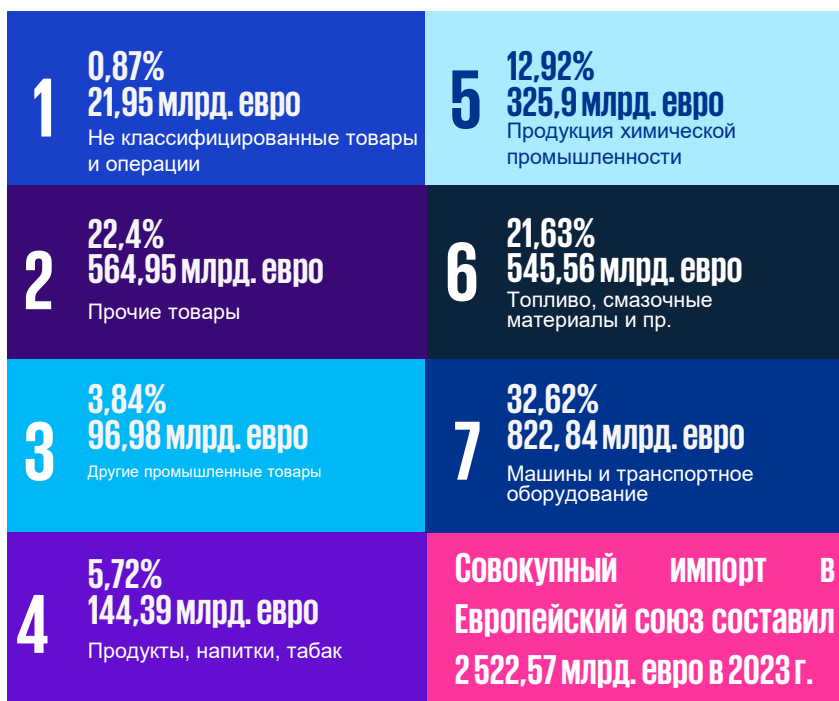 1
0,87%
21,95 млрд. евро
Не классифицированные товары
и операции
2
22,4%
564,95 млрд. евро
Прочие товары
3
3,84%
96,98 млрд. евро
Другие промышленные товары
4
5,72%
144,39 млрд. евро
Продукты, напитки, табак
5
12,92%
325,9 млрд. евро
Продукция химической
промышленности
6
21,63%
545,56 млрд. евро
Топливо, смазочные
материалы и пр.
7
32,62%
822, 84 млрд. евро
Машины и транспортное
оборудование
Совокупный импорт в
Европейский союз составил
2 522,57 млрд. евро в 2023 г.